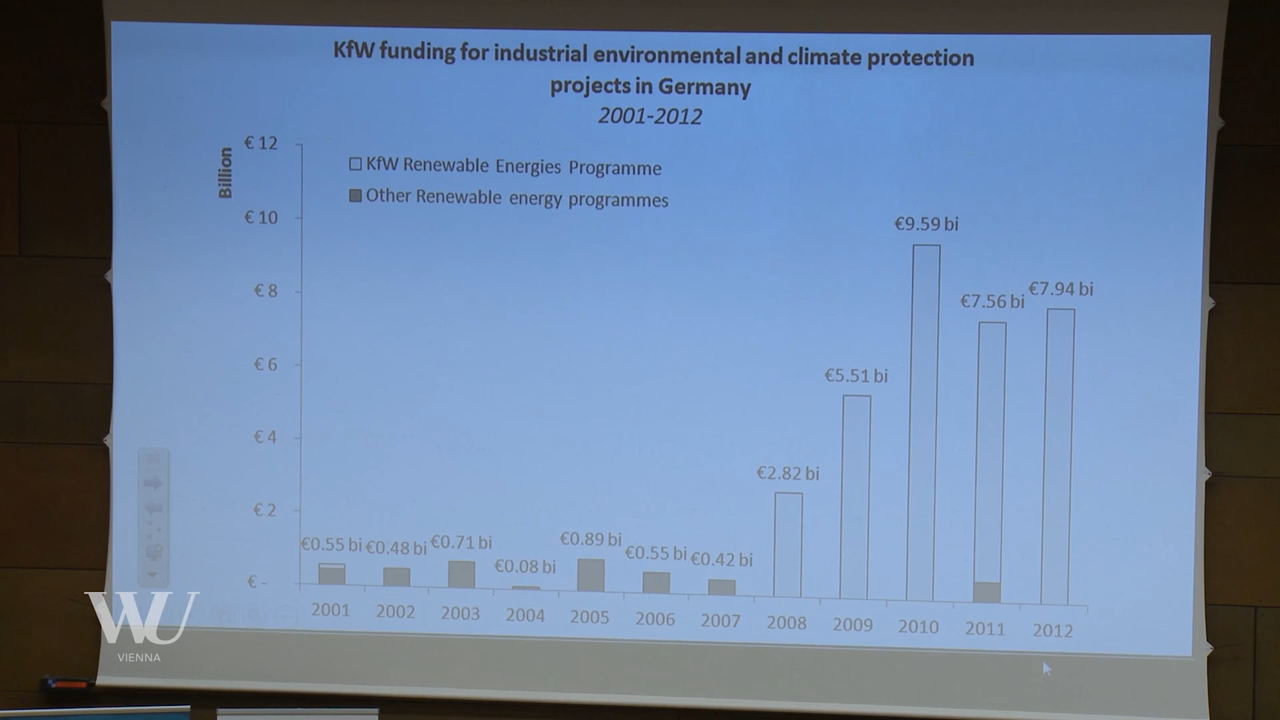 KfW funding for industrial environmental and climate protection
projects in Germany
2001-2012
Billion
€ 12
€ 10
€ 8
€ 6
€ 4
€ 2
€ -
KfW Renewable Energies Programme
Other Renewable energy programmes
€0.55 bi
€0.48 bi
€0.71 bi
€0.08 bi
€0.89 bi
€0.55 bi
€0.42 bi
€2.82 bi
€5.51 bi
€9.59 bi
€7.56 bi
€7.94 bi
2001 2002 2003 2004 2005 2006 2007 2008 2009 2010 2011 2012
WU
VIENNA